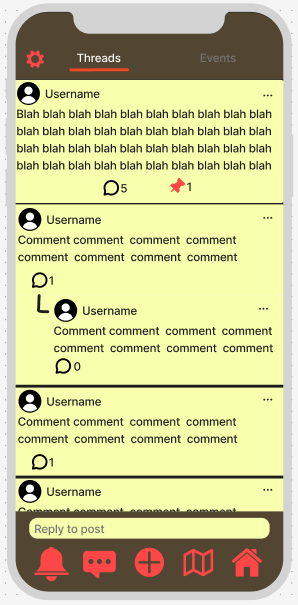 Threads Events
Username ...
Blah blah blah blah blah blah blah blah blah blah
blah blah blah blah blah blah blah blah blah blah
blah blah blah blah blah blah blah blah blah blah
blah blah blah blah blah blah blah blah blah blah
5 1
Username ...
Comment comment comment comment
comment comment comment comment
1
Username ...
Comment comment comment comment
comment comment comment comment
0
Username ...
Comment comment comment comment
comment comment comment comment
1
Username ...
Comment comment comment comment
Reply to post